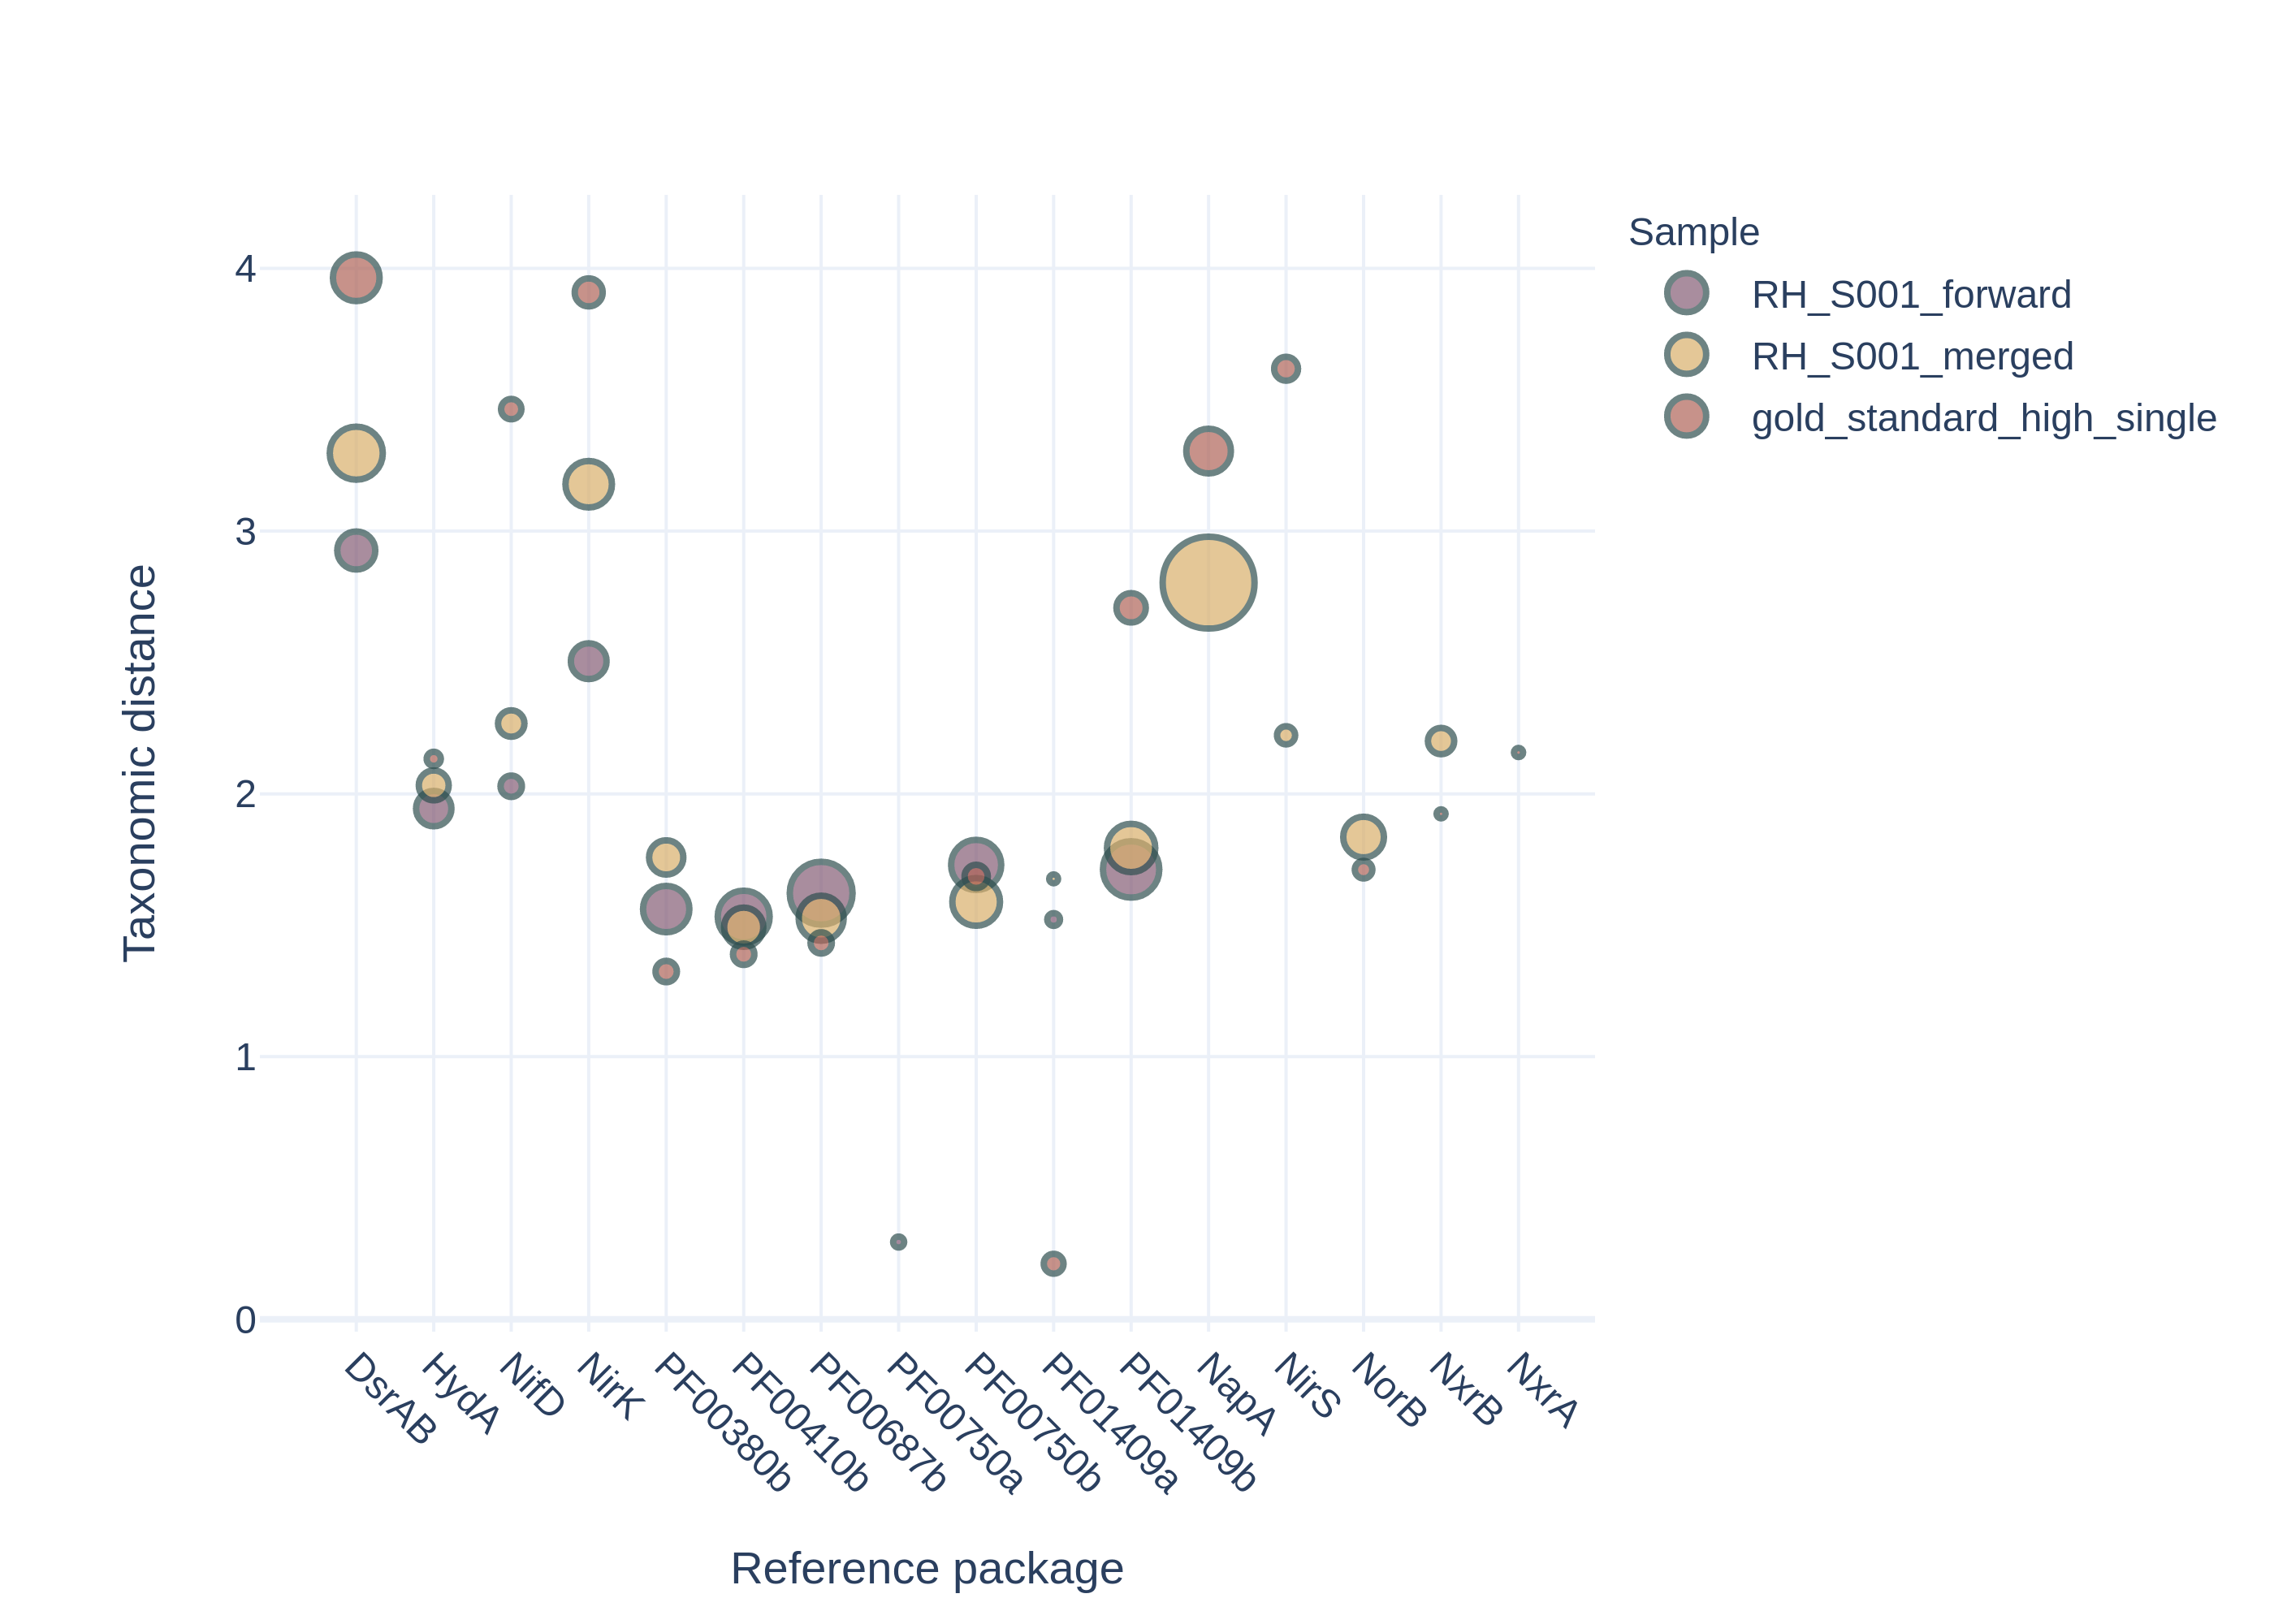 Sample
RH_S001_forward
RH_S001_merged
gold_standard_high_single
Taxonomic distance
4
3
2
1
0
DsrAB
HydA
NifD
NirK
PF00380b
PF00410b
PF00687b
PF00750a
PF00750b
PF01409a
PF01409b
NapA
NirS
NorB
NxrB
NxrA
Reference package